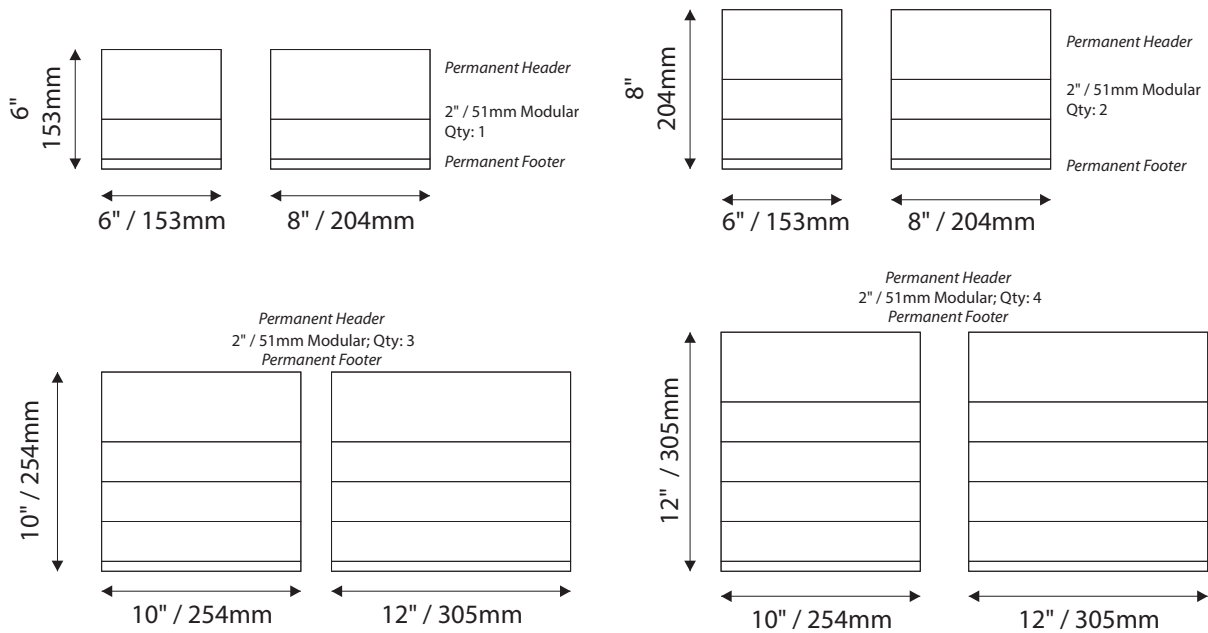 6"
153mm
Permanent Header
2" / 51mm Modular
Qty: 1
Permanent Footer
6" / 153mm
8" / 204mm
8"
204mm
Permanent Header
2" / 51mm Modular
Qty: 2
Permanent Footer
6" / 153mm
8" / 204mm
Permanent Header
2" / 51mm Modular; Qty: 3
Permanent Footer
10" / 254mm
10" / 254mm
12" / 305mm
Permanent Header
2" / 51mm Modular; Qty: 4
Permanent Footer
12" / 305mm
10" / 254mm
12" / 305mm